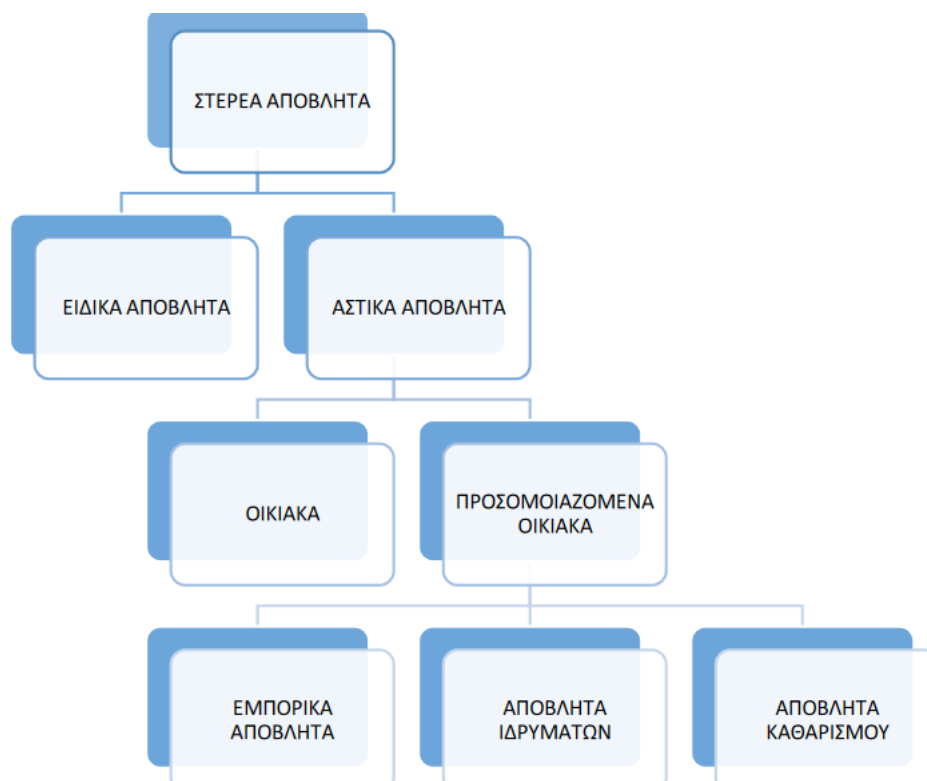 ΣΤΕΡΕΑ ΑΠΟΒΛΗΤΑ
ΕΙΔΙΚΑ ΑΠΟΒΛΗΤΑ
ΑΣΤΙΚΑ ΑΠΟΒΛΗΤΑ
ΟΙΚΙΑΚΑ
ΠΡΟΣΟΜΟΙΑΖΟΜΕΝΑ
ΟΙΚΙΑΚΑ
ΕΜΠΟΡΙΚΑ
ΑΠΟΒΛΗΤΑ
ΑΠΟΒΛΗΤΑ
ΙΔΡΥΜΑΤΩΝ
ΑΠΟΒΛΗΤΑ
ΚΑΘΑΡΙΣΜΟΥ